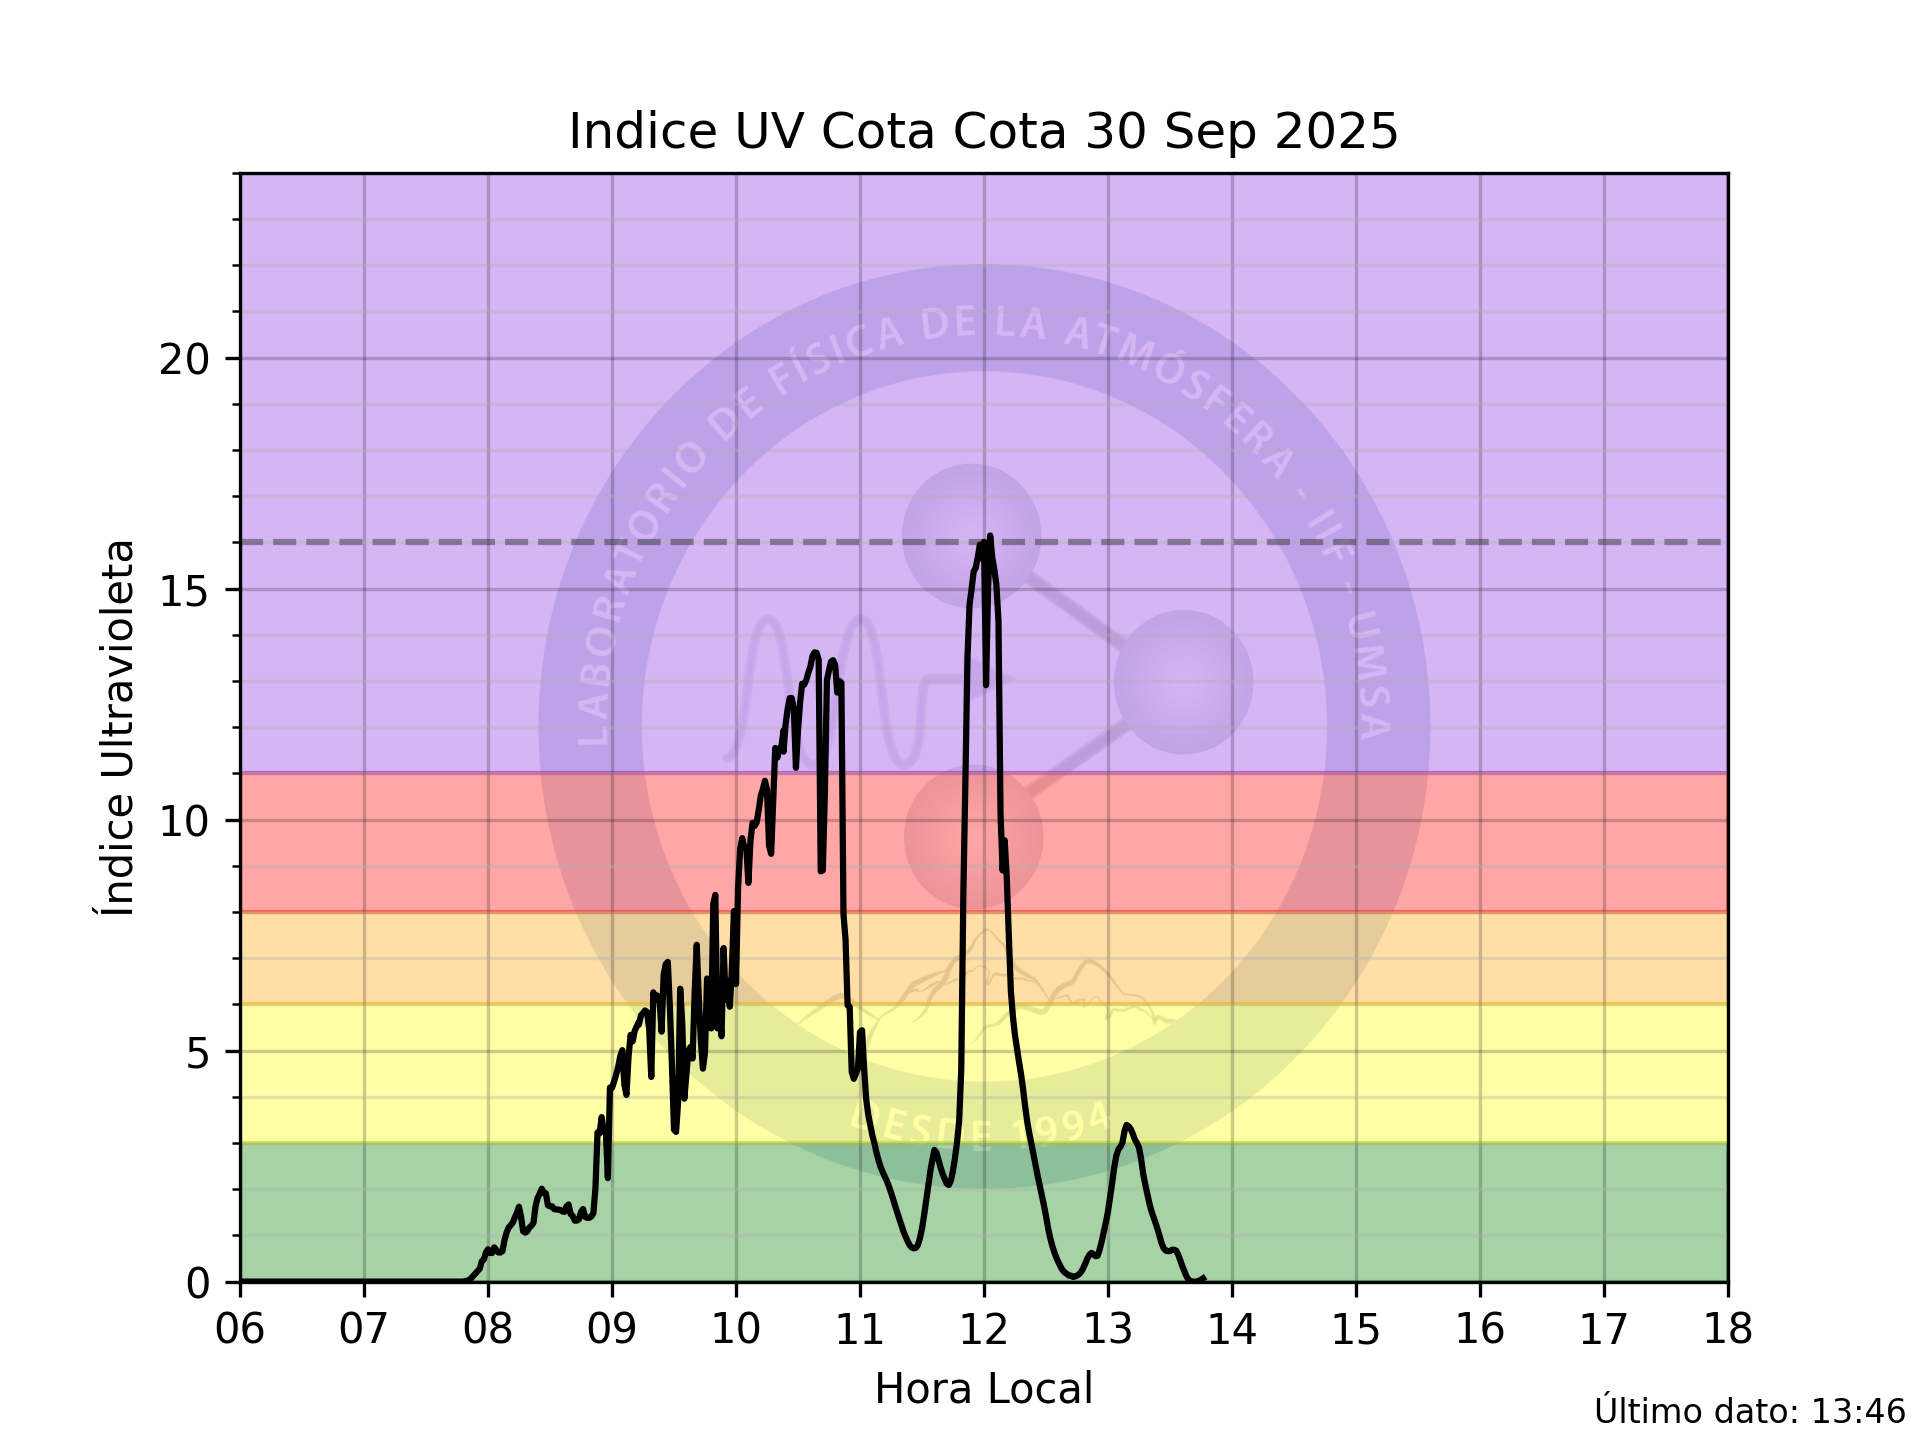 Indice UV Cota Cota 30 Sep 2025
Índice Ultravioleta
20
15
10
5
0
LABORATORIO DE FÍSICA DE LA ATMÓSFERA - IIF - UMSA
DESDE 1994
06 07 08 09 10 11 12 13 14 15 16 17 18
Hora Local
Último dato: 13:46